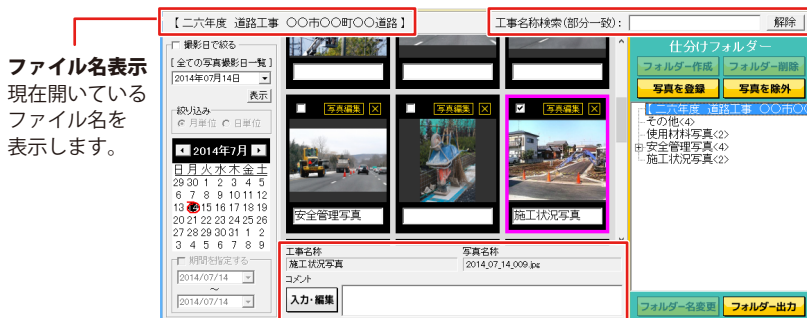 【 二六年度 道路工事 〇〇市〇〇町〇〇道路 】
工事名称検索(部分一致):
解除
ファイル名表示
現在開いている
ファイル名を
表示します。
撮影日で絞る
[全ての写真撮影日一覧]
2014年07月14日
表示
絞り込み
月単位 日単位
2014年7月
日月火水木金土
29 30 1 2 3 4 5
6 7 8 9 10 11 12
13 14 15 16 17 18 19
20 21 22 23 24 25 26
27 28 29 30 31 1 2
3 4 5 6 7 8 9
期間を指定する
2014/07/14
～
2014/07/14
写真編集
写真編集
写真編集
安全管理写真
施工状況写真
工事名称
写真名称
施工状況写真
2014_07_14_009.jpg
コメント
入力・編集
仕分けフォルダー
フォルダー作成
フォルダー削除
写真を登録
写真を除外
【 二六年度 道路工事 〇〇市〇
その他<4>
使用材料写真<2>
安全管理写真<4>
施工状況写真<2>
フォルダー名変更
フォルダー出力